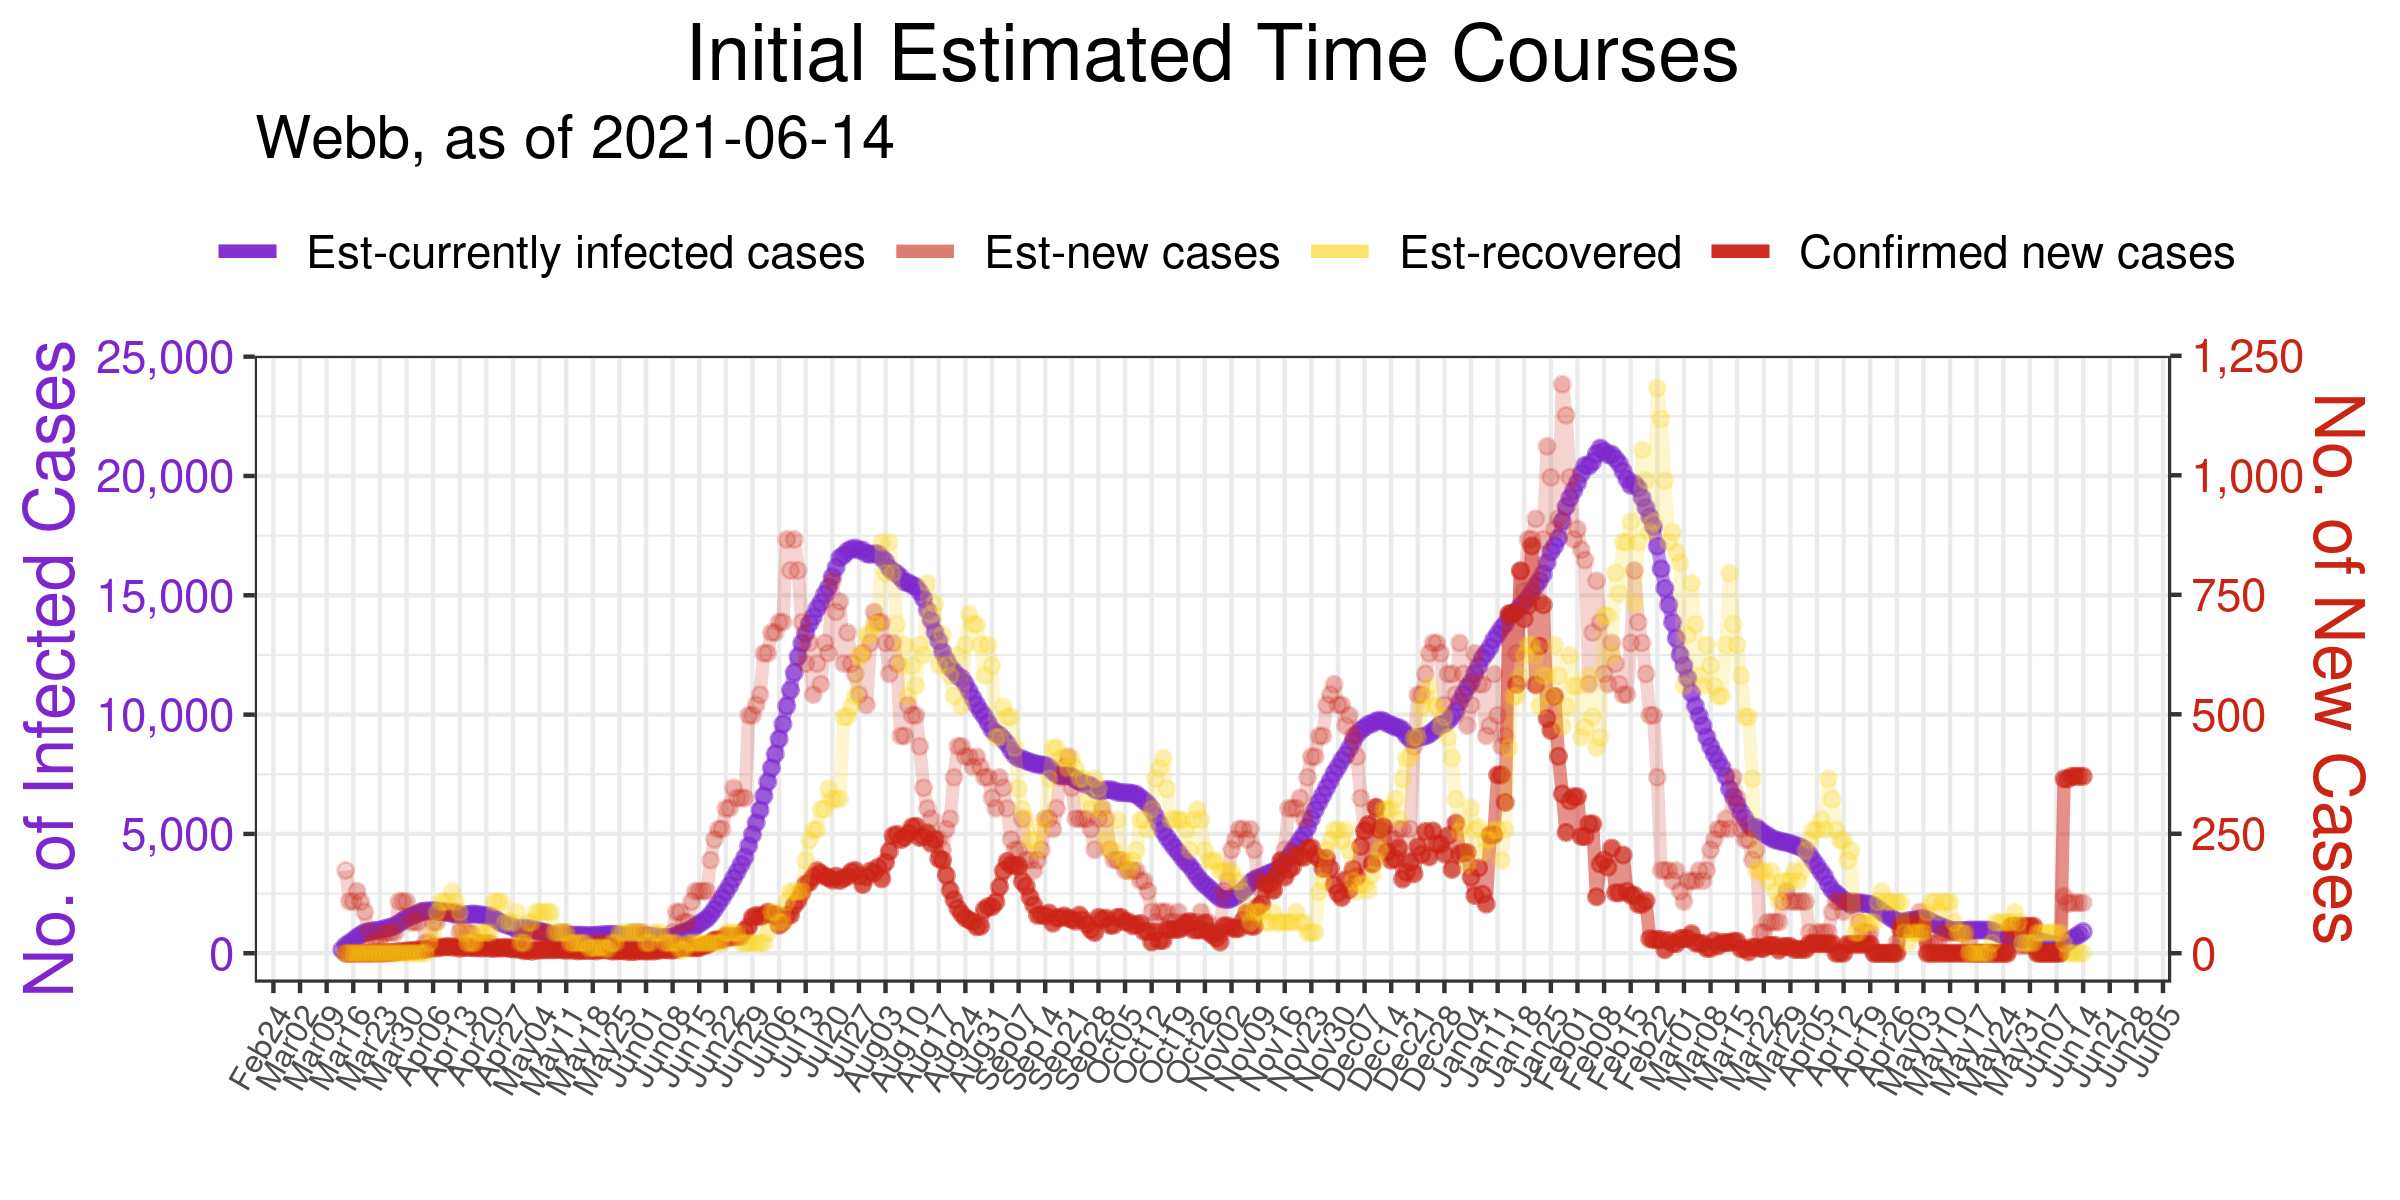 Initial Estimated Time Courses
Webb, as of 2021-06-14
Est-currently infected cases
Est-new cases
Est-recovered
Confirmed new cases
No. of Infected Cases
25,000
20,000
15,000
10,000
5,000
0
1,250
1,000
750
500
250
0
No. of New Cases
Feb24
Mar02
Mar09
Mar16
Mar23
Mar30
Apr06
Apr13
Apr20
Apr27
May04
May11
May18
May25
Jun01
Jun08
Jun15
Jun22
Jun29
Jul06
Jul13
Jul20
Jul27
Aug03
Aug10
Aug17
Aug24
Aug31
Sep07
Sep14
Sep21
Sep28
Oct05
Oct12
Oct19
Oct26
Nov02
Nov09
Nov16
Nov23
Nov30
Dec07
Dec14
Dec21
Dec28
Jan04
Jan11
Jan18
Jan25
Feb01
Feb08
Feb15
Feb22
Mar01
Mar08
Mar15
Mar22
Mar29
Apr05
Apr12
Apr19
Apr26
May03
May10
May17
May24
May31
Jun07
Jun14
Jun21
Jun28
Jul05